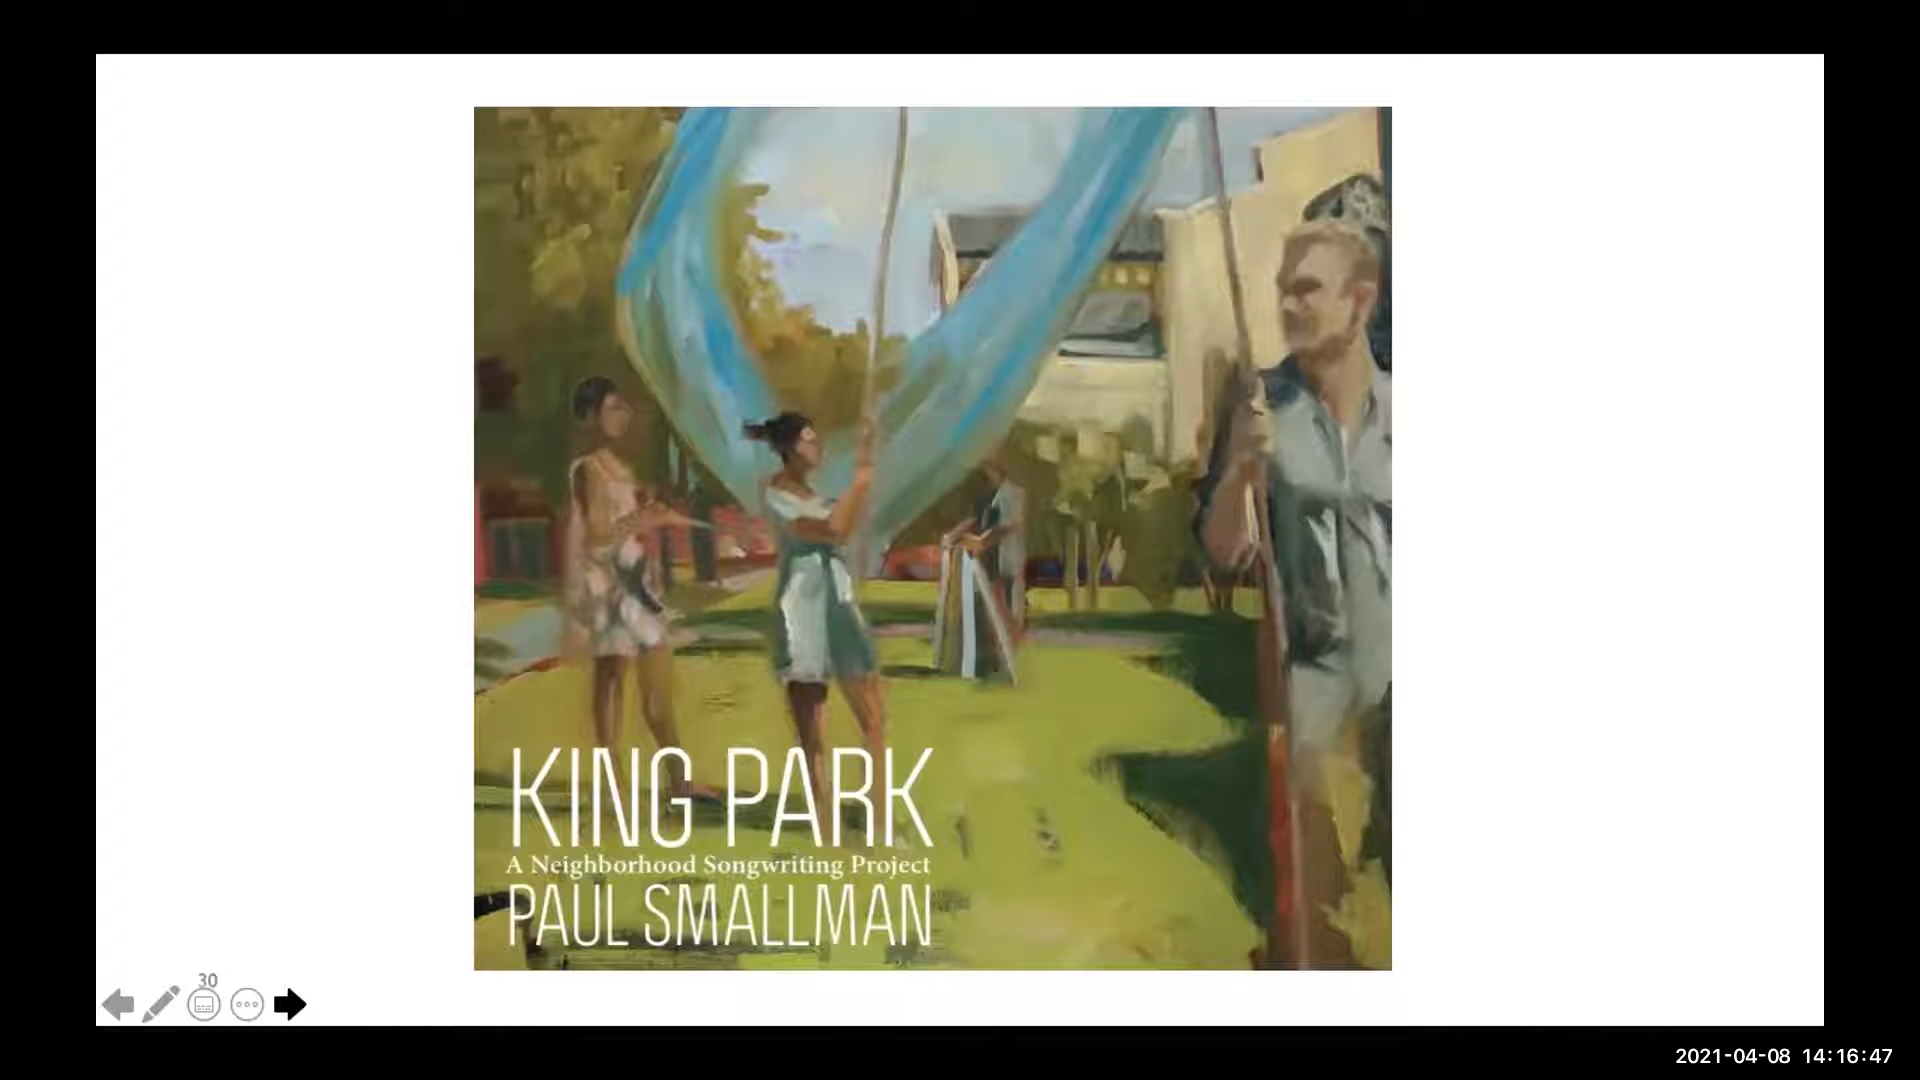 KING PARK
A Neighborhood Songwriting Project
PAUL SMALLMAN
30
2021-04-08 14:16:47